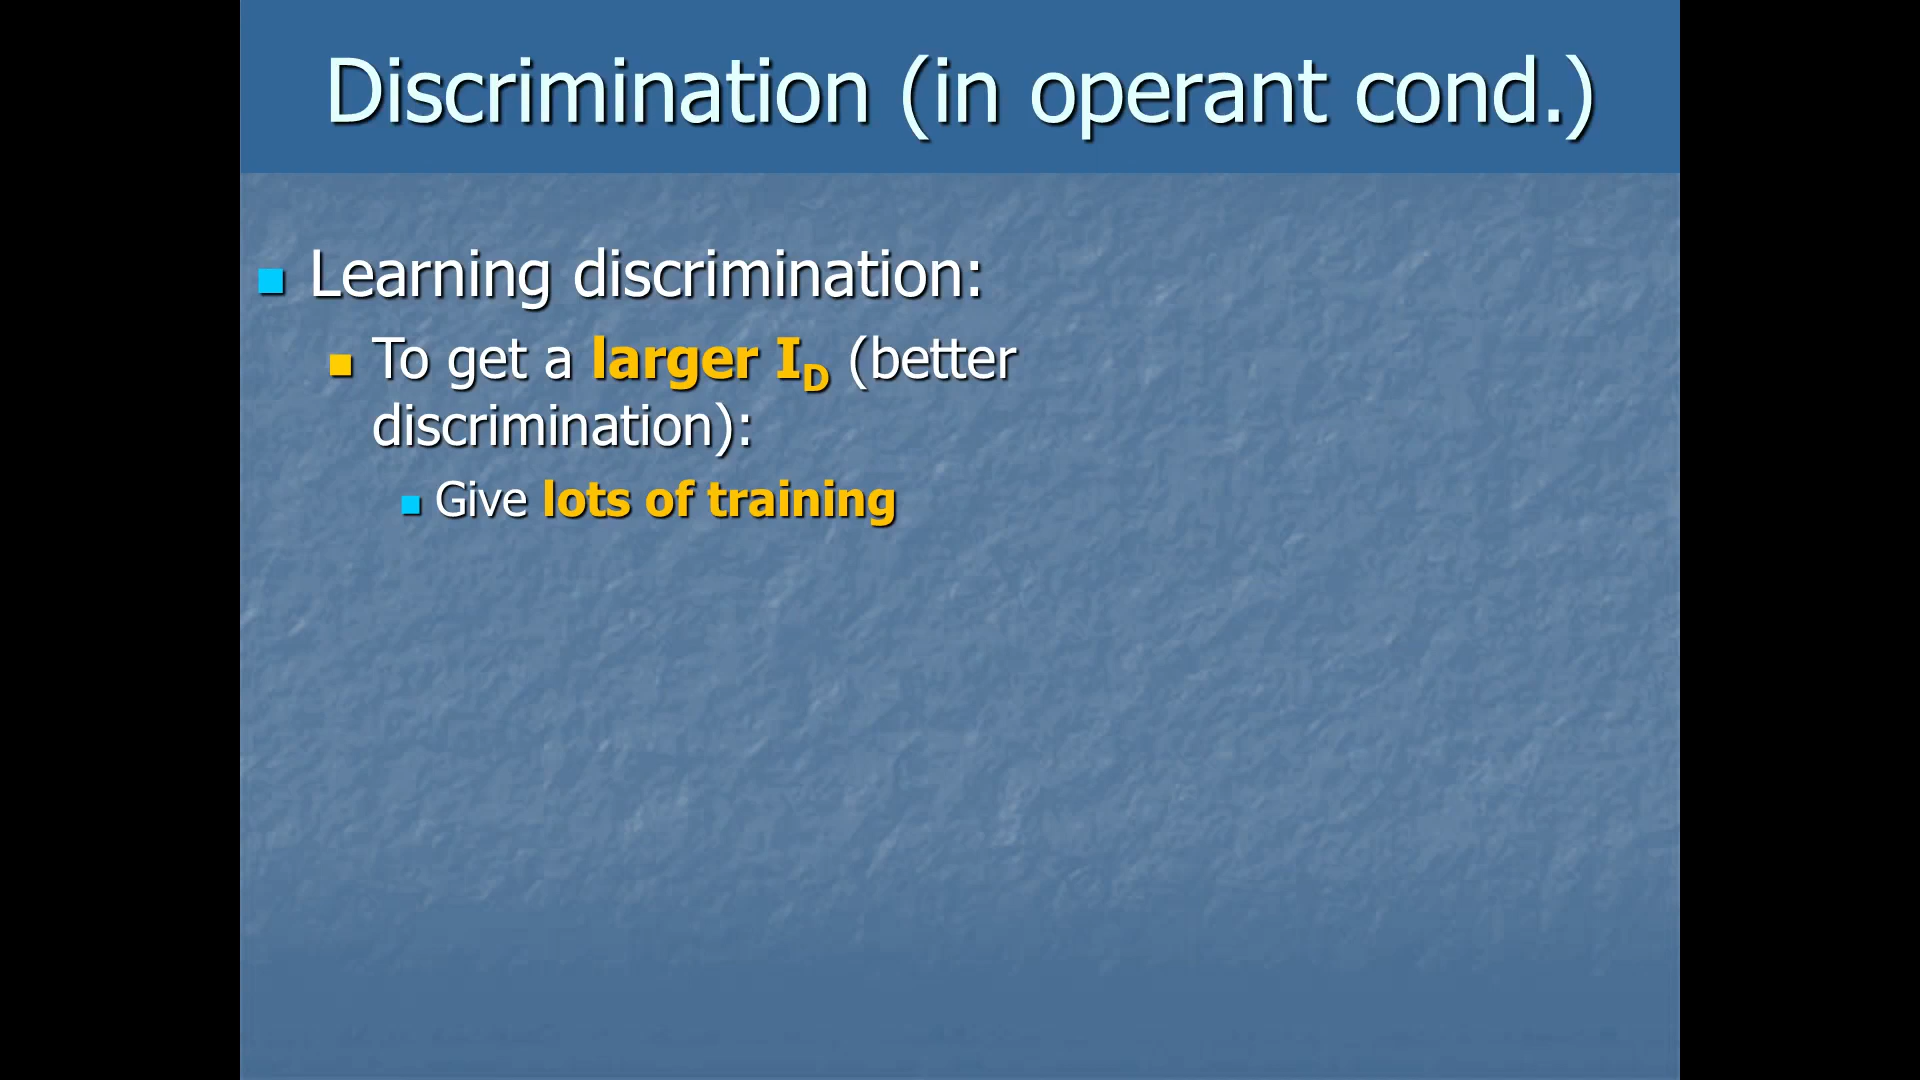 Discrimination (in operant cond.)
Learning discrimination:
To get a larger I_D (better
discrimination):
Give lots of training